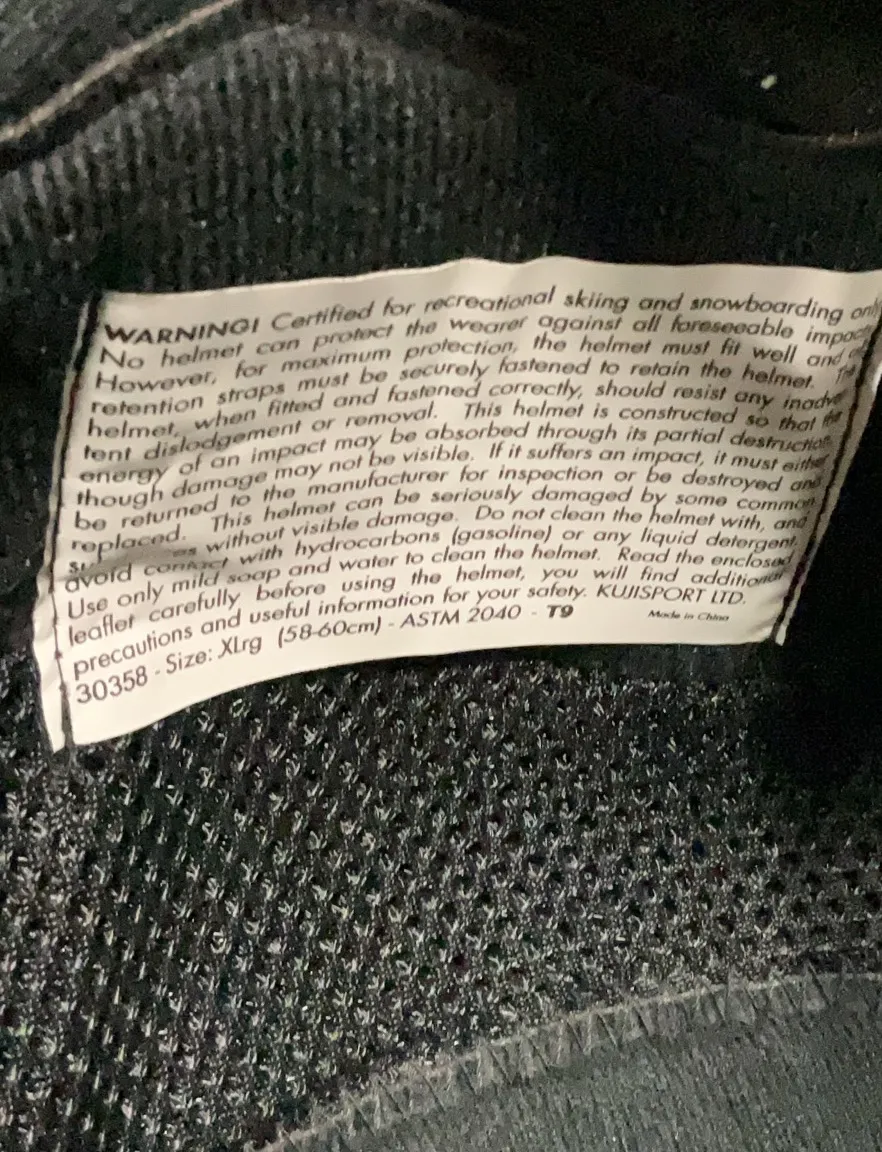 WARNING! Certified for recreational skiing and snowboarding only
No helmet can protect the wearer against all foreseeable impacts
However, for maximum protection, the helmet must fit well and
retention straps must be securely fastened to retain the helmet. The
helmet, when fitted and fastened correctly, should resist any inadver
tent dislodgement or removal. This helmet is constructed so that the
energy of an impact may be absorbed through its partial destruction
though damage may not be visible. If it suffers an impact, it must either
be returned to the manufacturer for inspection or be destroyed and
replaced. This helmet can be seriously damaged by some common
without visible damage. Do not clean the helmet with, and
avoid contact with hydrocarbons (gasoline) or any liquid detergent.
Use only mild soap and water to clean the helmet. Read the enclosed
leaflet carefully before using the helmet, you will find additional
precautions and useful information for your safety. KUJISPORT LTD.
30358 - Size: XLrg (58-60cm) - ASTM 2040 - T9 Made in China